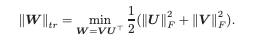 ‖W‖_{tr} = \min_{W=VU^⊤} \frac{1}{2}(‖U‖_F^2 + ‖V‖_F^2).